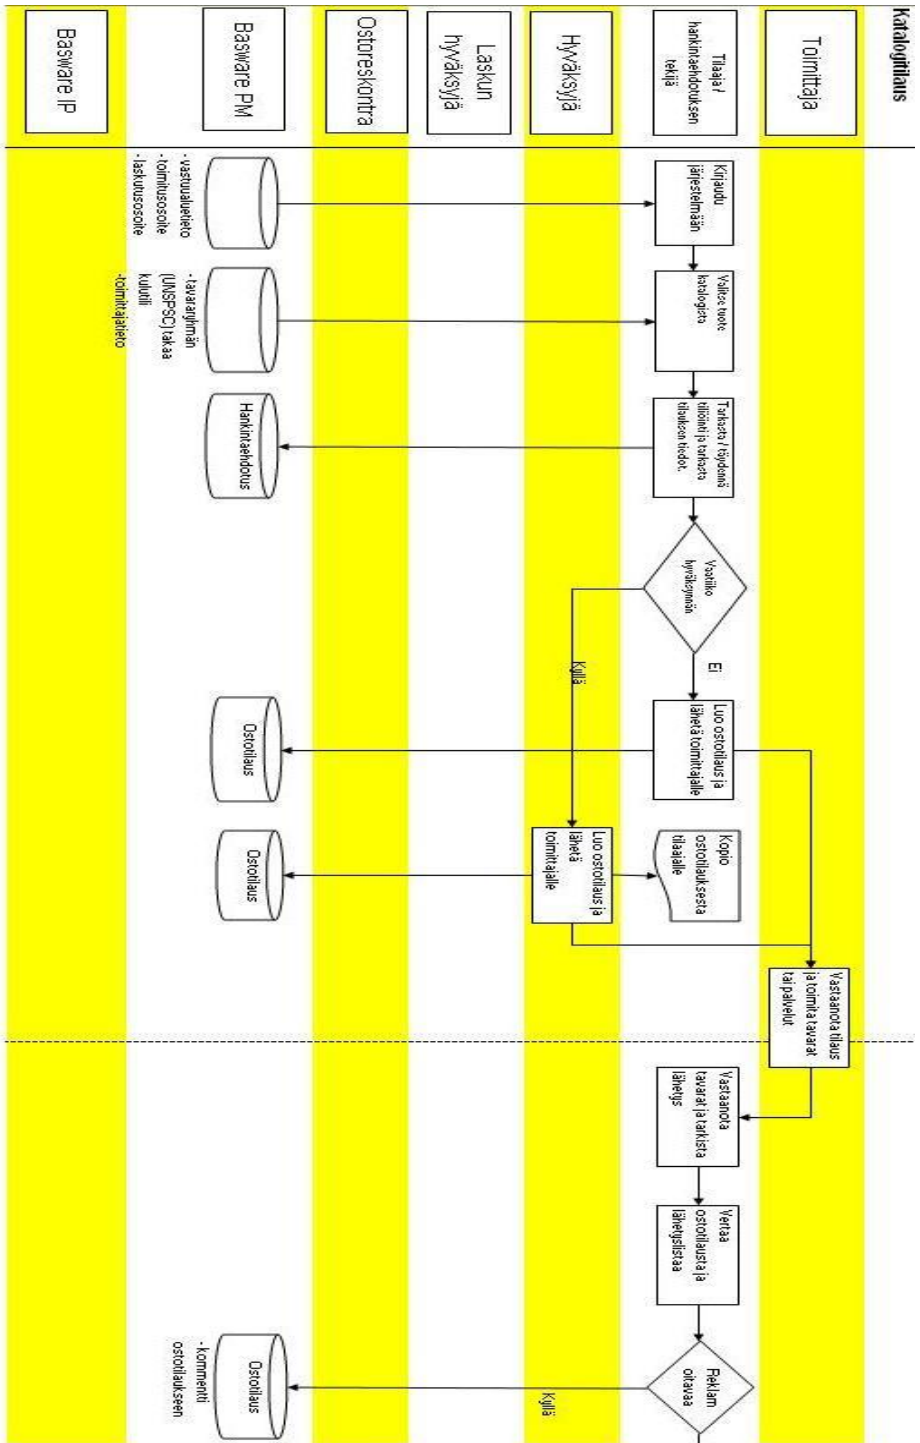 Katalogitilaus
Toimittaja
Tilaaja /
hankintaehdotuksen
tekijä
Hyväksyjä
Laskun
hyväksyjä
Ostoreskontra
Basware PM
Basware IP
Kirjaudu
järjestelmään
Valitse tuote
katalogista
Tarkasta / täydennä
tiliöinti ja tarkasta
tilauksen tiedot.
Vaatiiko
hyväksynnän
Ei
Kyllä
Luo ostotilaus ja
lähetä toimittajalle
Kopio
ostotilauksesta
tilaajalle
Luo ostotilaus ja
lähetä
toimittajalle
Vastaanota tilaus
ja toimita tavarat
tai palvelut
Vastaanota
tavarat ja tarkista
lähetys
Vertaa
ostotilausta ja
lähetyslistaa
Reklam
oitavaa
Kyllä
- vastuualuetieto
- toimitusosoite
- laskutusosoite
- tavararyhmän
(UNSPSC) takaa
kulutili
-toimittajatieto
Hankintaehdotus
Ostotilaus
Ostotilaus
Ostotilaus
- kommentti
ostotilaukseen